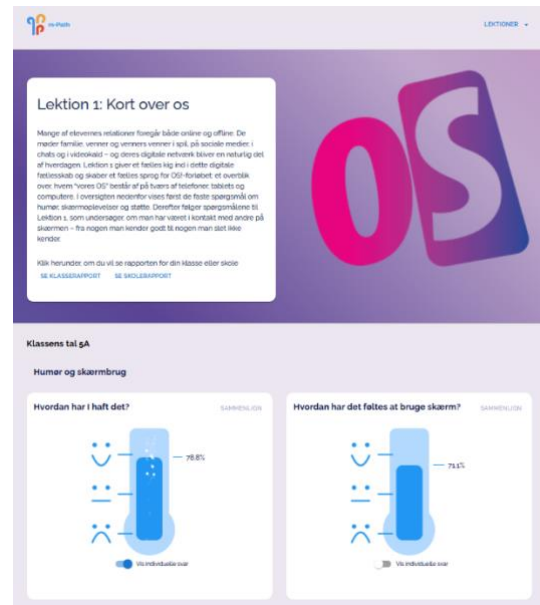 re-Path
LEKTIONER
OS
Lektion 1: Kort over os
Mange af elevernes relationer foregår både online og offline. De
møder familie, venner og venners venner i spil, på sociale medier, i
chats og i videokald – og deres digitale netværk bliver en naturlig del
af hverdagen. Lektion 1 giver et fælles kig ind i dette digitale
fællesskab og skaber et fælles sprog for OS!-forløbet: et overblik
over, hvem "vores OS" består af på tværs af telefoner, tablets og
computere. I oversigten nedenfor vises først de faste spørgsmål om
humør, skærmoplevelser og støtte. Derefter følger spørgsmålene til
Lektion 1, som undersøger, om man har været i kontakt med andre på
skærmen – fra nogen man kender godt til nogen man slet ikke
kender.
Klik herunder, om du vil se rapporten for din klasse eller skole
SE KLASSERAPPORT SE SKOLERAPPORT
Klassens tal 5A
Humør og skærmbrug
Hvordan har I haft det? SAMMENLIGN
78.8%
Vis individuelle svar
Hvordan har det føltes at bruge skærm? SAMMENLIGN
71.1%
Vis individuelle svar